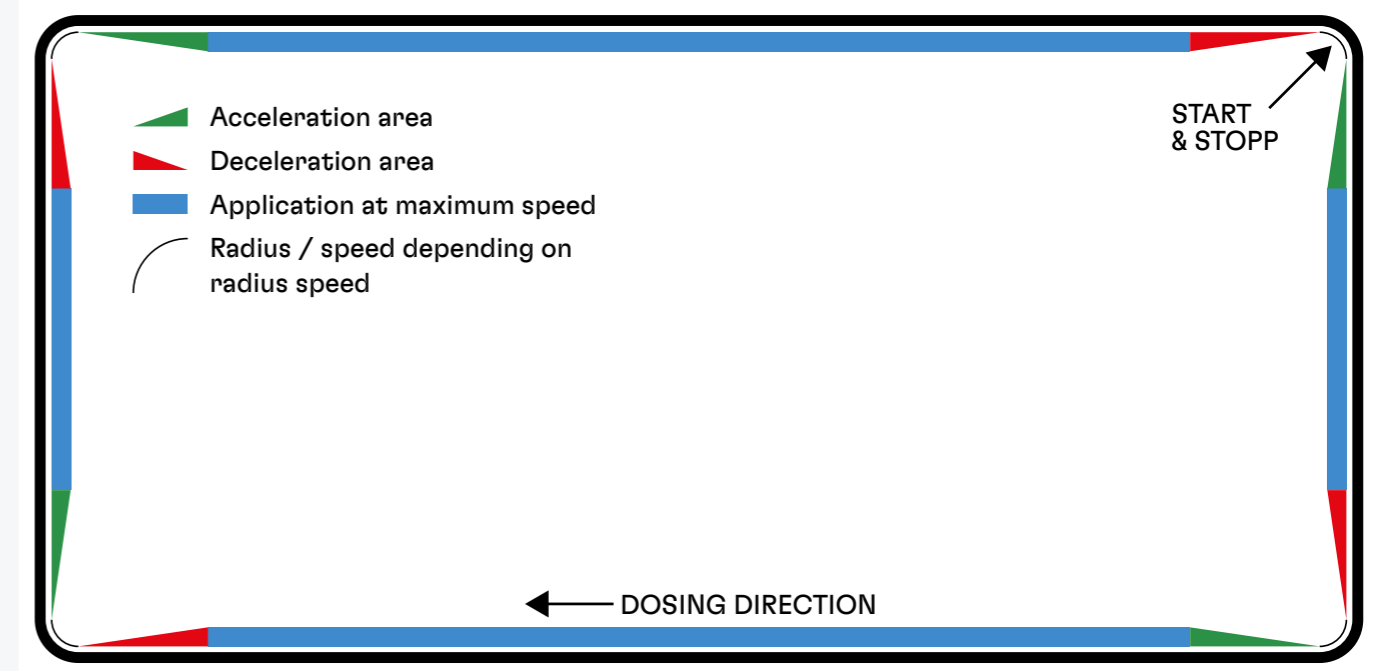 Acceleration area
Deceleration area
Application at maximum speed
Radius / speed depending on
radius speed
START
& STOPP
DOSING DIRECTION